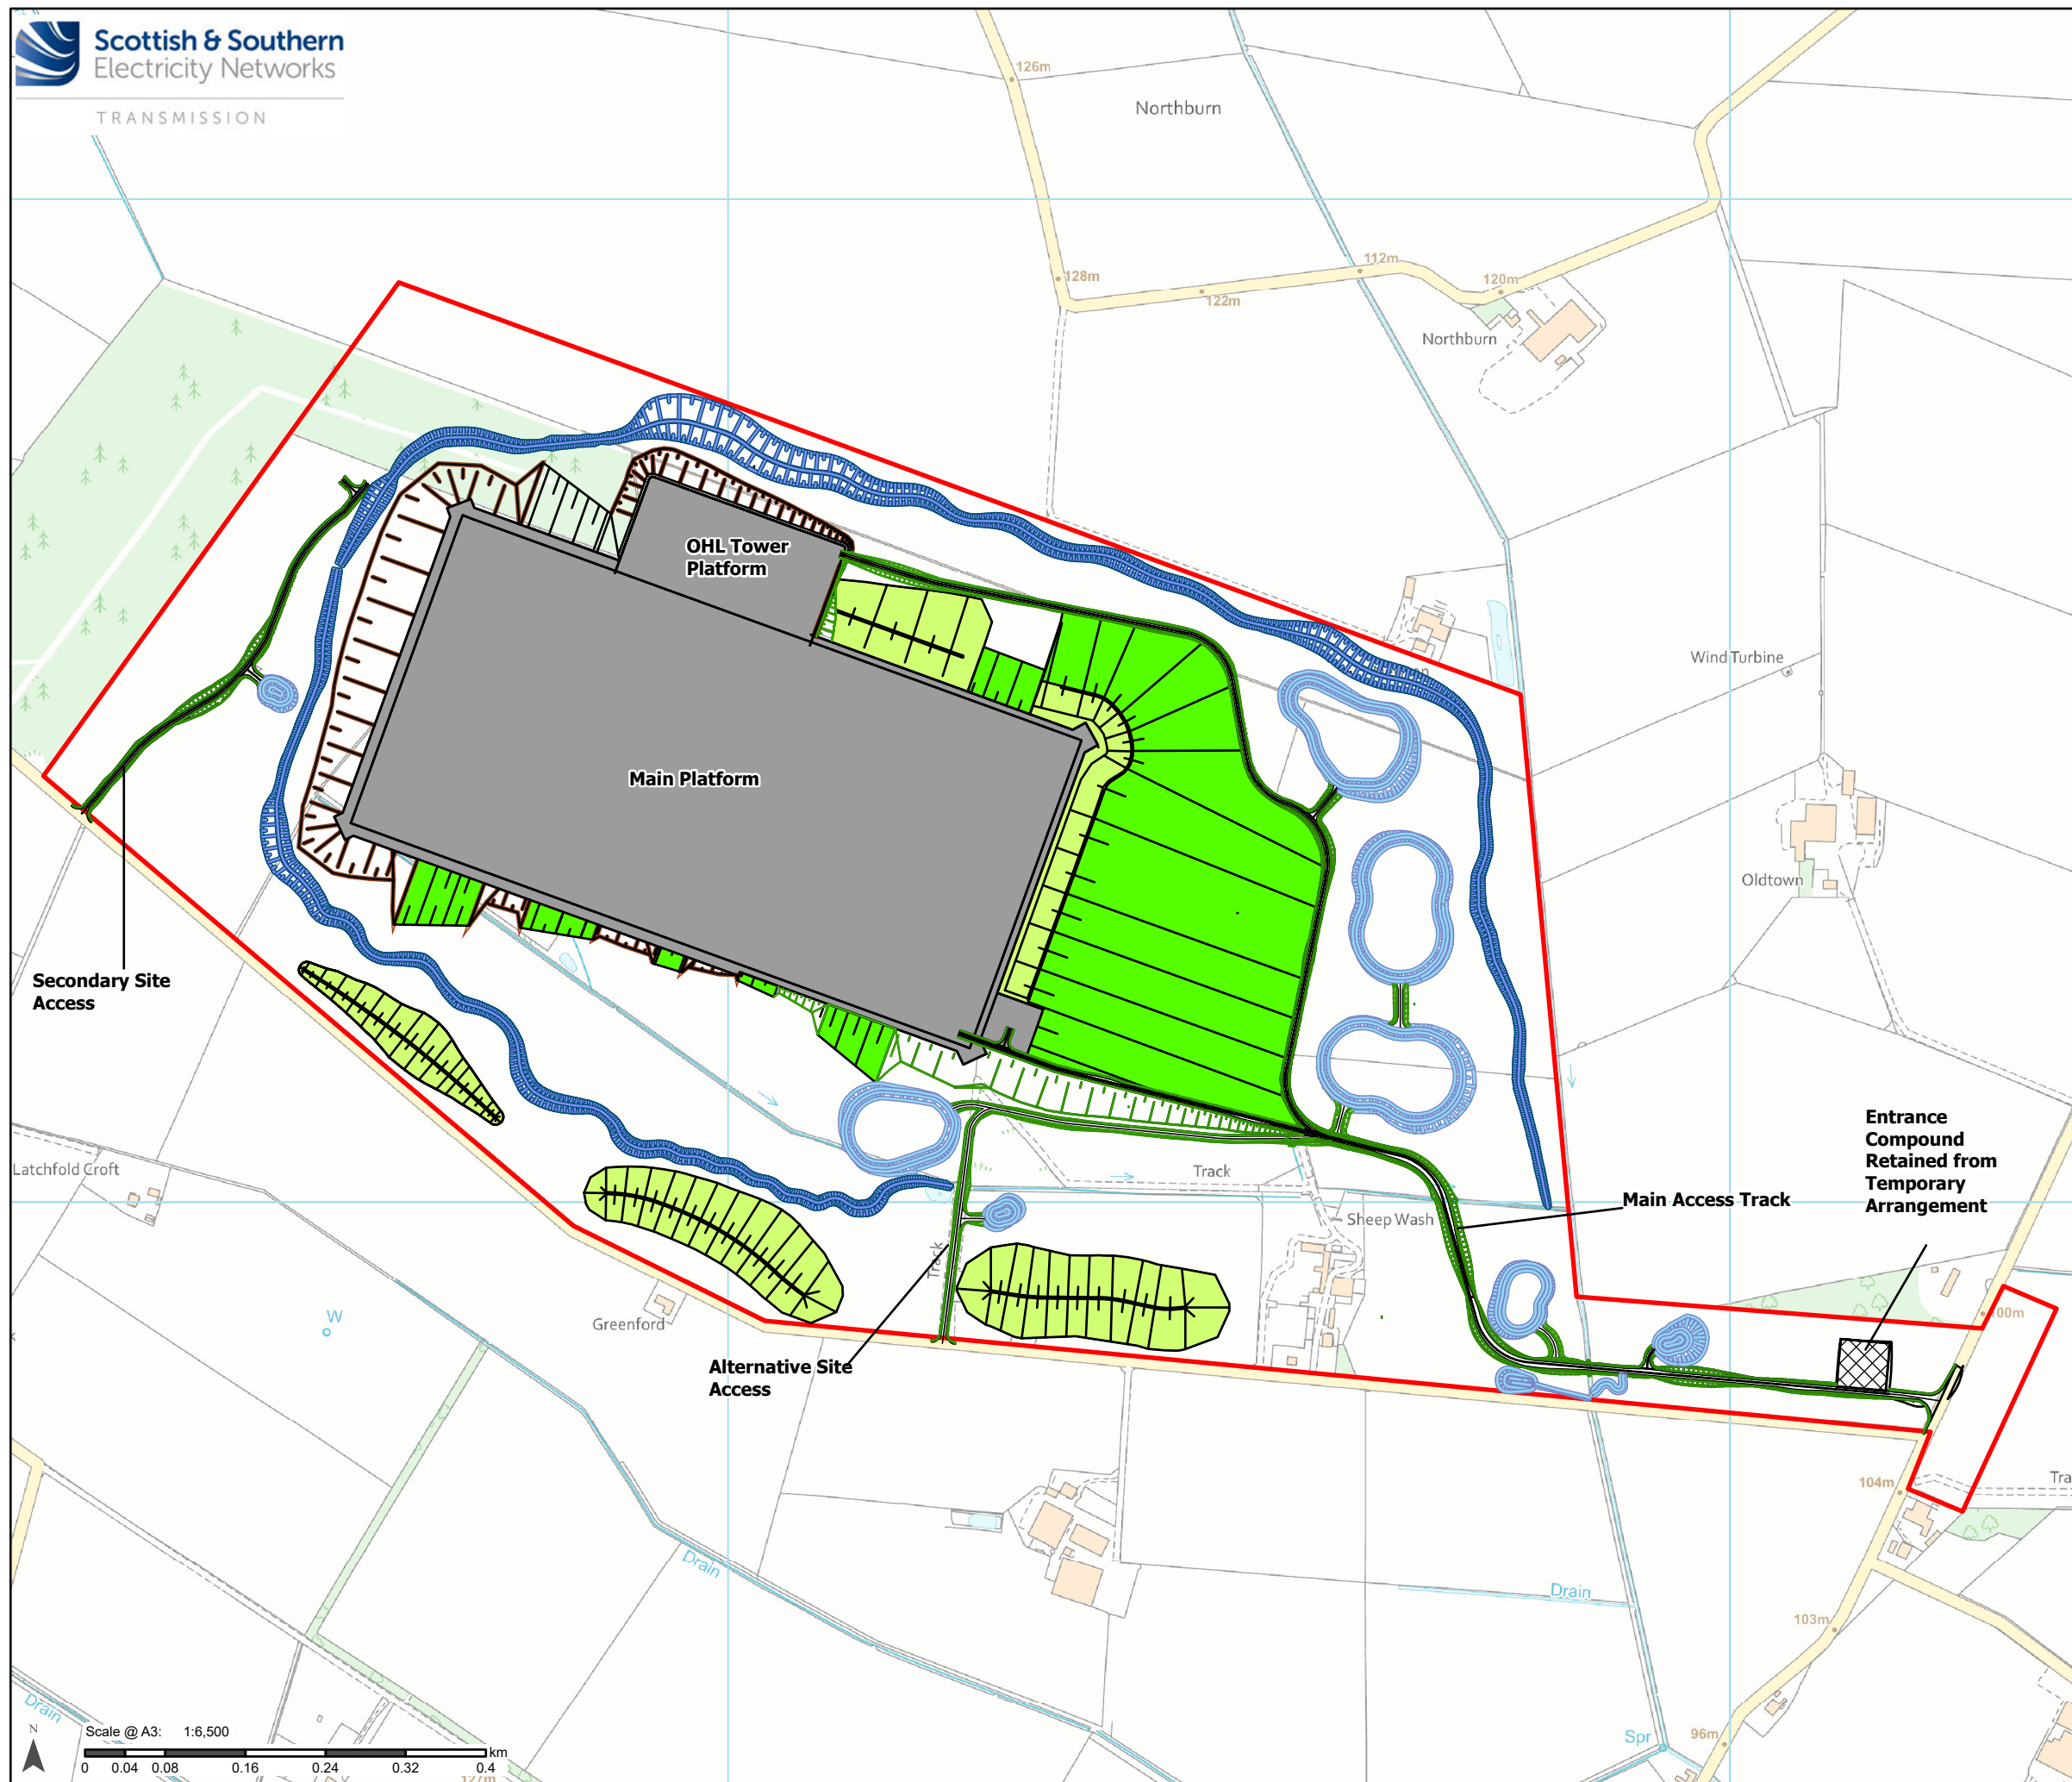 Scottish & Southern
Electricity Networks
TRANSMISSION
126m
Northburn
128m
112m
122m
120m
Northburn
OHL Tower
Platform
Wind Turbine
Main Platform
Oldtown
Secondary Site
Access
Entrance
Compound
Retained from
Temporary
Arrangement
Latchfold Croft
Track
Main Access Track
Sheep Wash
Track
W
Greenford
Alternative Site
Access
00m
104m
Tra
Drain
Drain
103m
Drain
Spr
96m
N
Scale @ A3: 1:6,500
km
0 0.04 0.08 0.16 0.24 0.32 0.4
127m